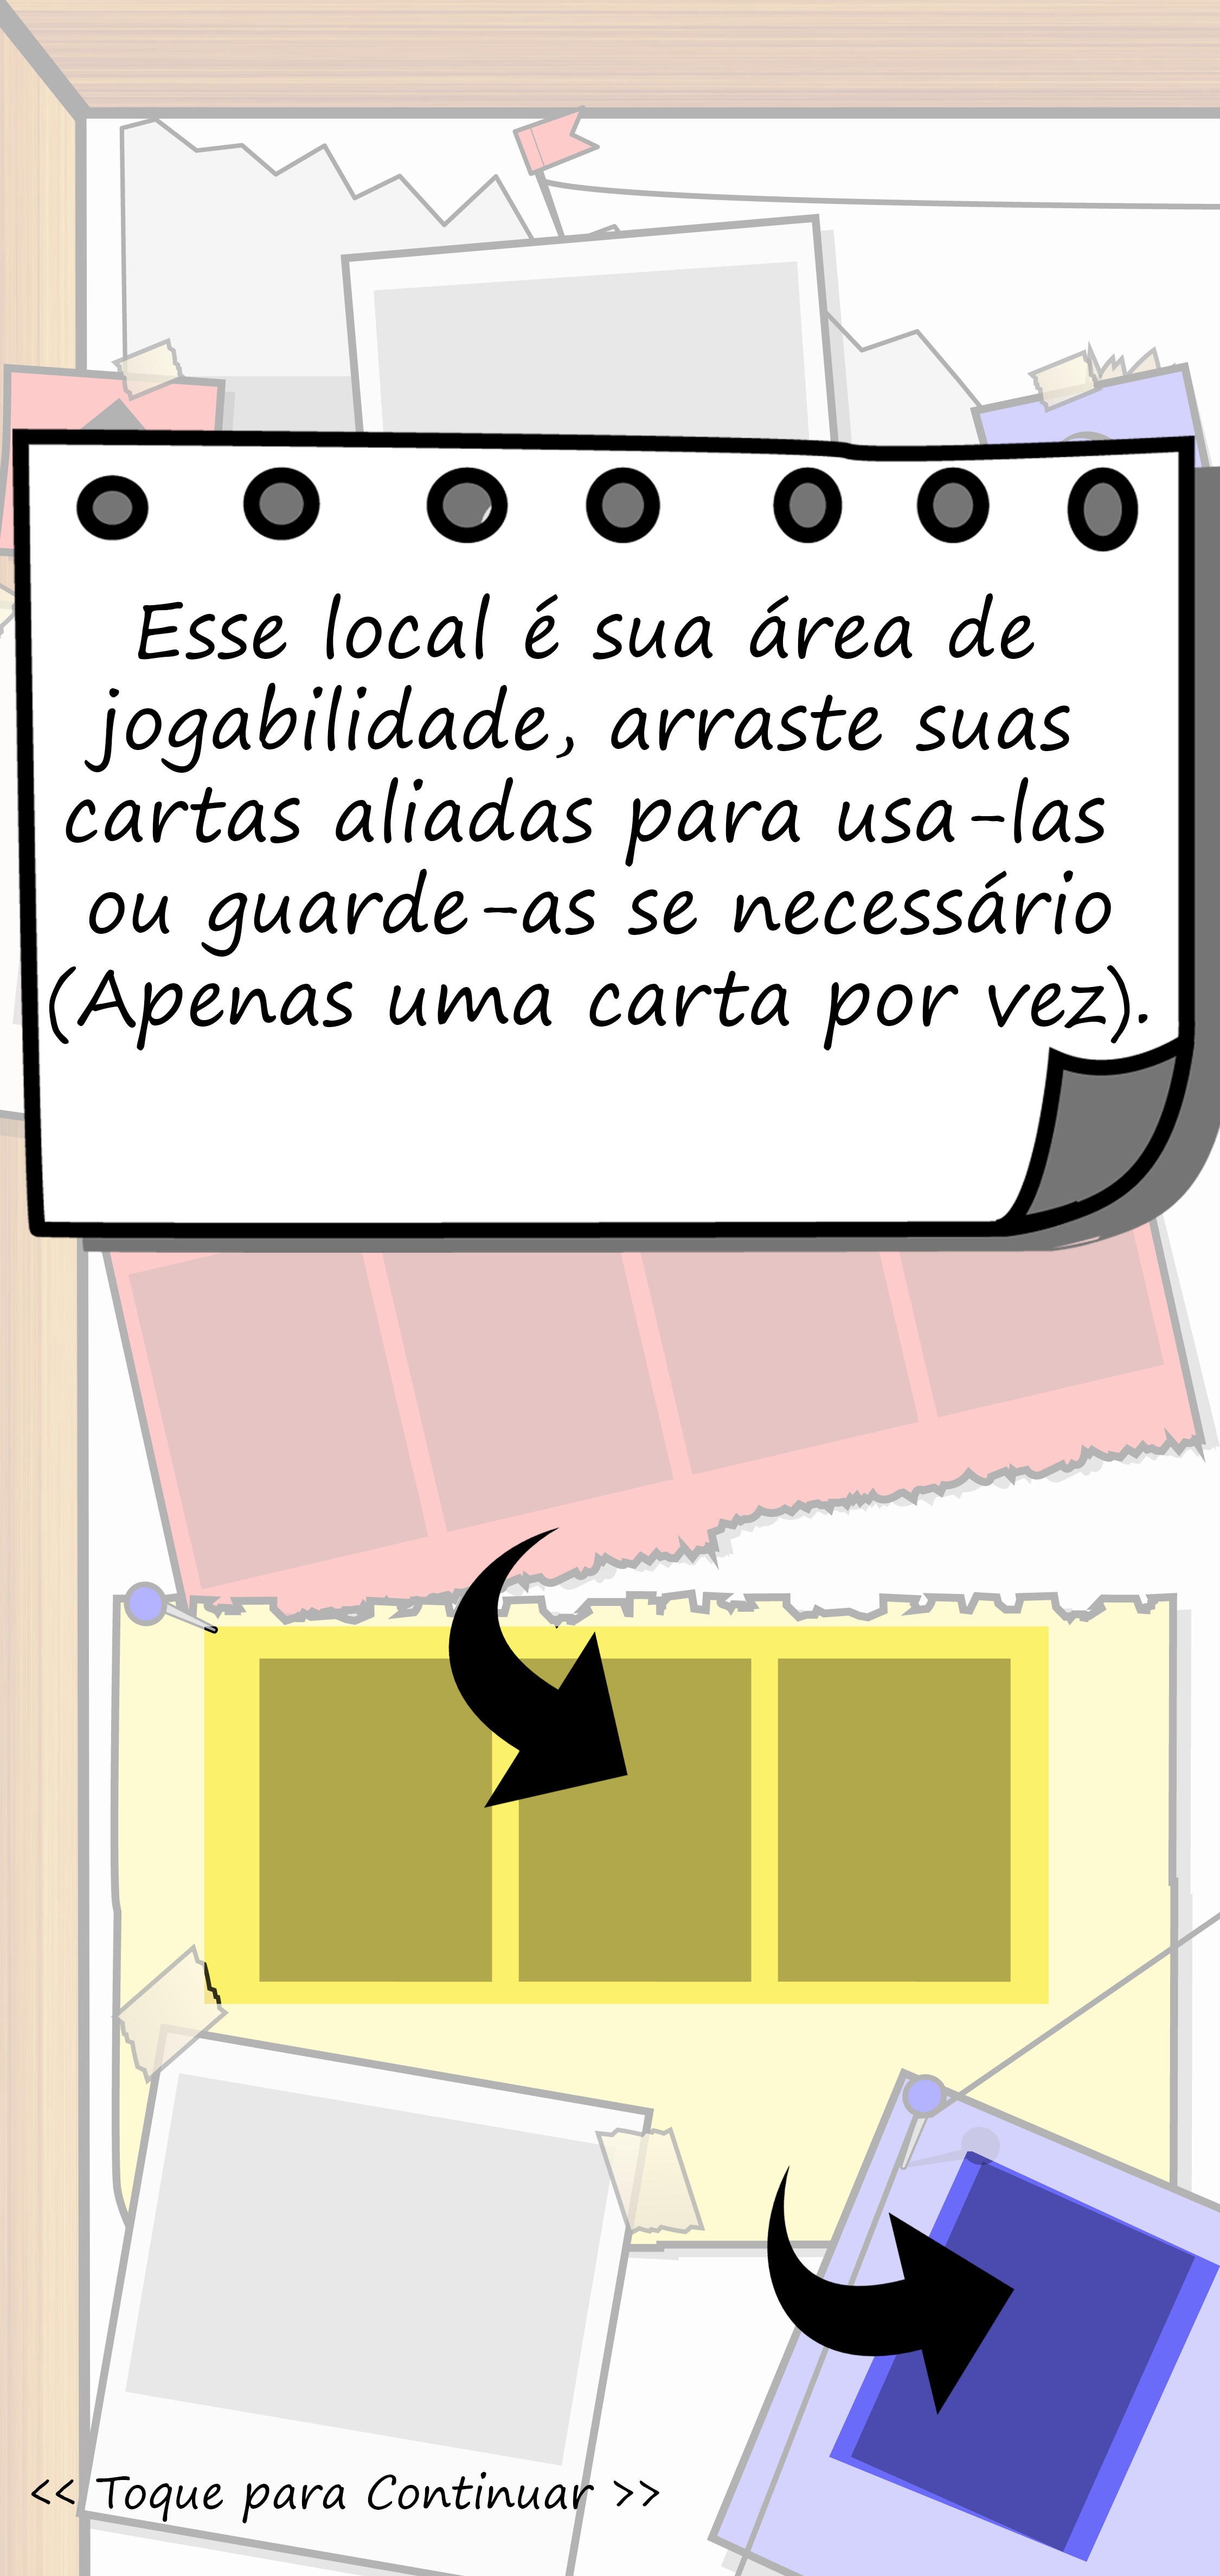 Esse local é sua área de
jogabilidade, arraste suas
cartas aliadas para usa-las
ou guarde-as se necessário
(Apenas uma carta por vez).
<< Toque para Continuar >>